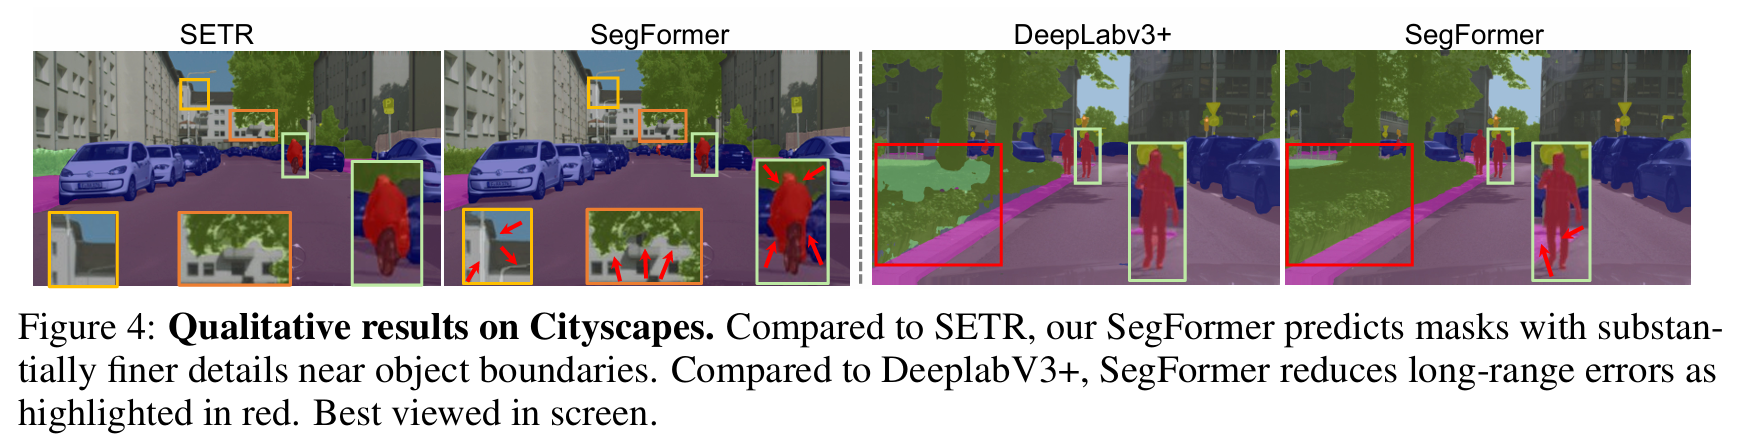 SETR
SegFormer
DeepLabv3+
SegFormer
Figure 4: Qualitative results on Cityscapes. Compared to SETR, our SegFormer predicts masks with substan-
tially finer details near object boundaries. Compared to DeeplabV3+, SegFormer reduces long-range errors as
highlighted in red. Best viewed in screen.